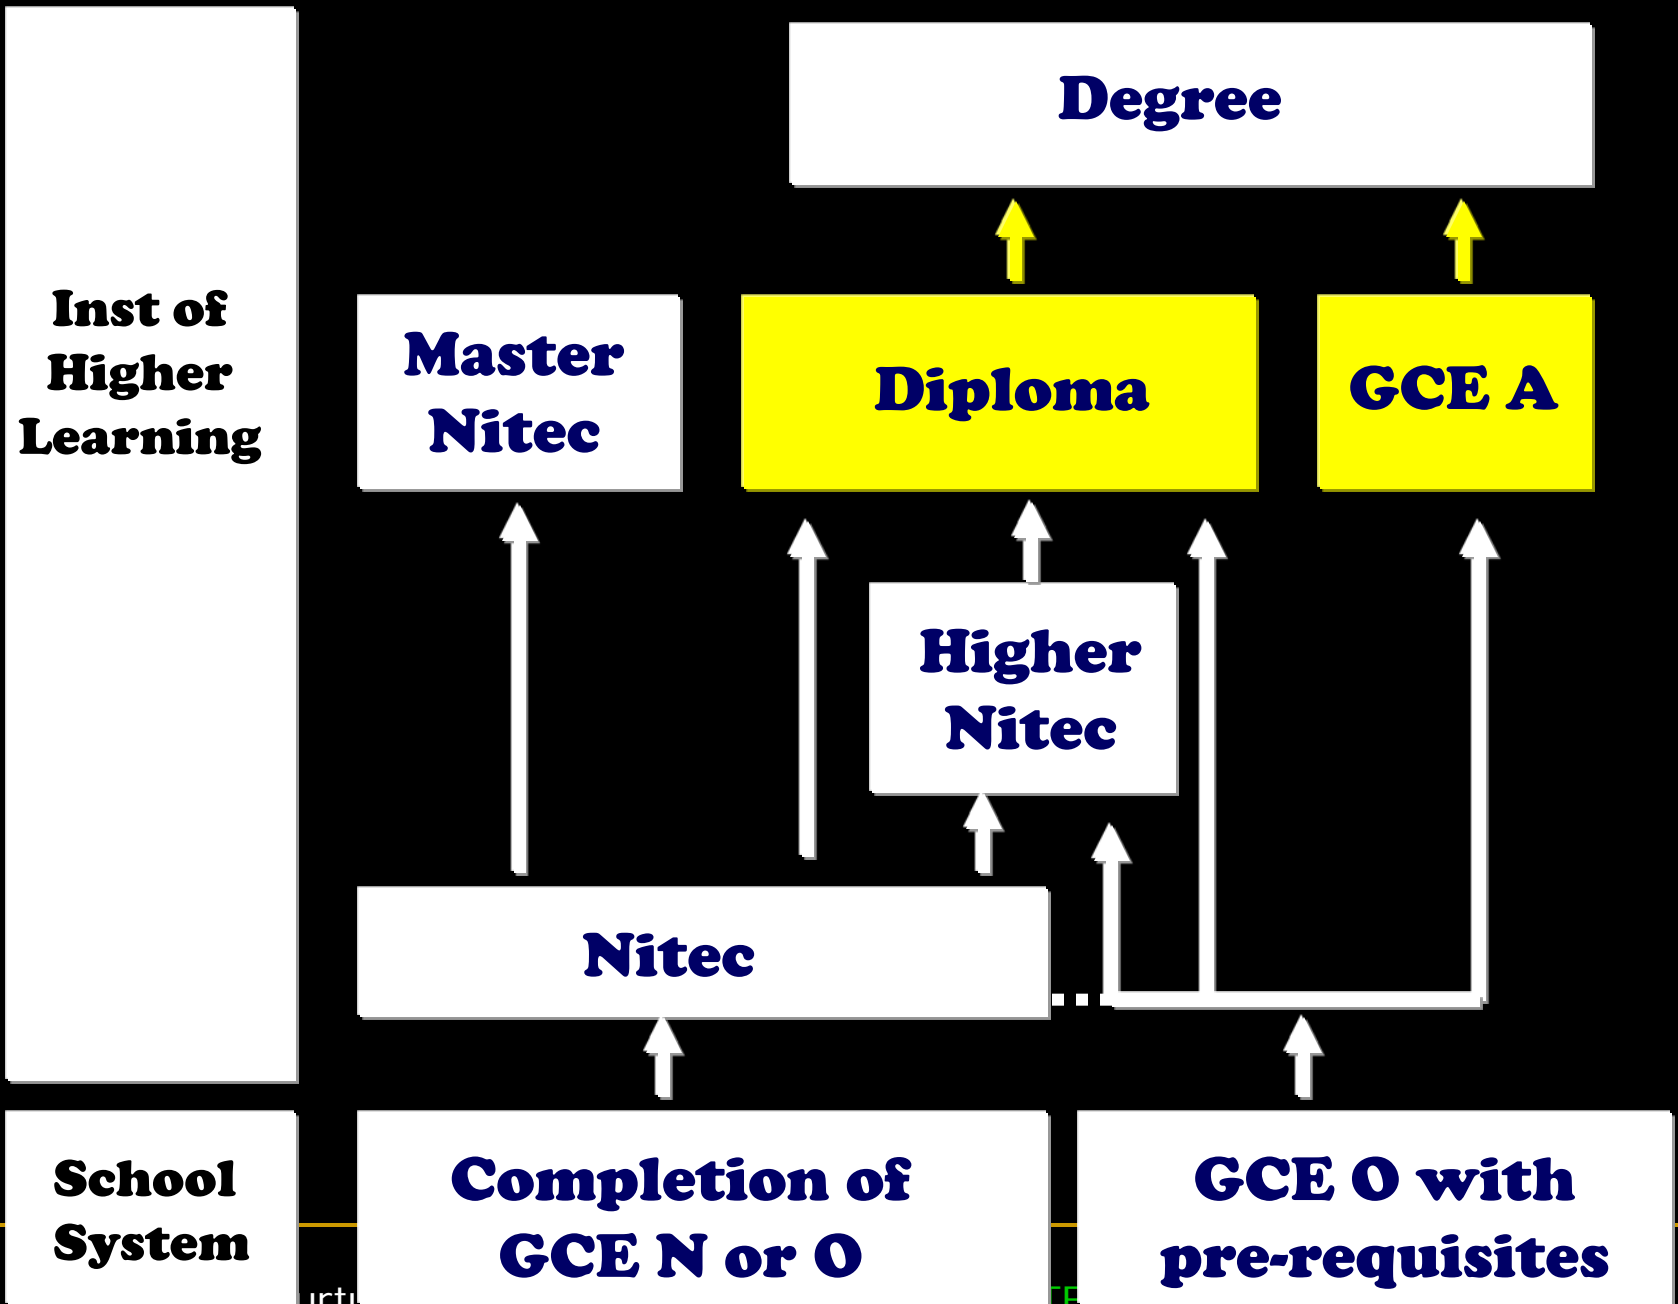 Degree
Inst of
Higher
Learning
Master
Nitec
Diploma
GCE A
Higher
Nitec
Nitec
School
System
Completion of
GCE N or O
GCE O with
pre-requisites